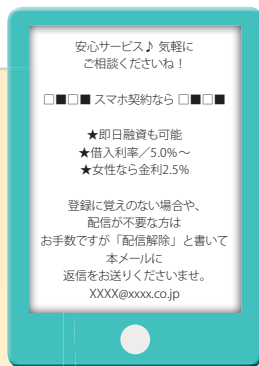 安心サービス♪ 気軽に
ご相談くださいね！
□■□■ スマホ契約なら □■□■
★即日融資も可能
★借入利率／5.0%～
★女性なら金利2.5%
登録に覚えのない場合や、
配信が不要な方は
お手数ですが「配信解除」と書いて
本メールに
返信をお送りくださいませ。
XXXX@xxxx.co.jp